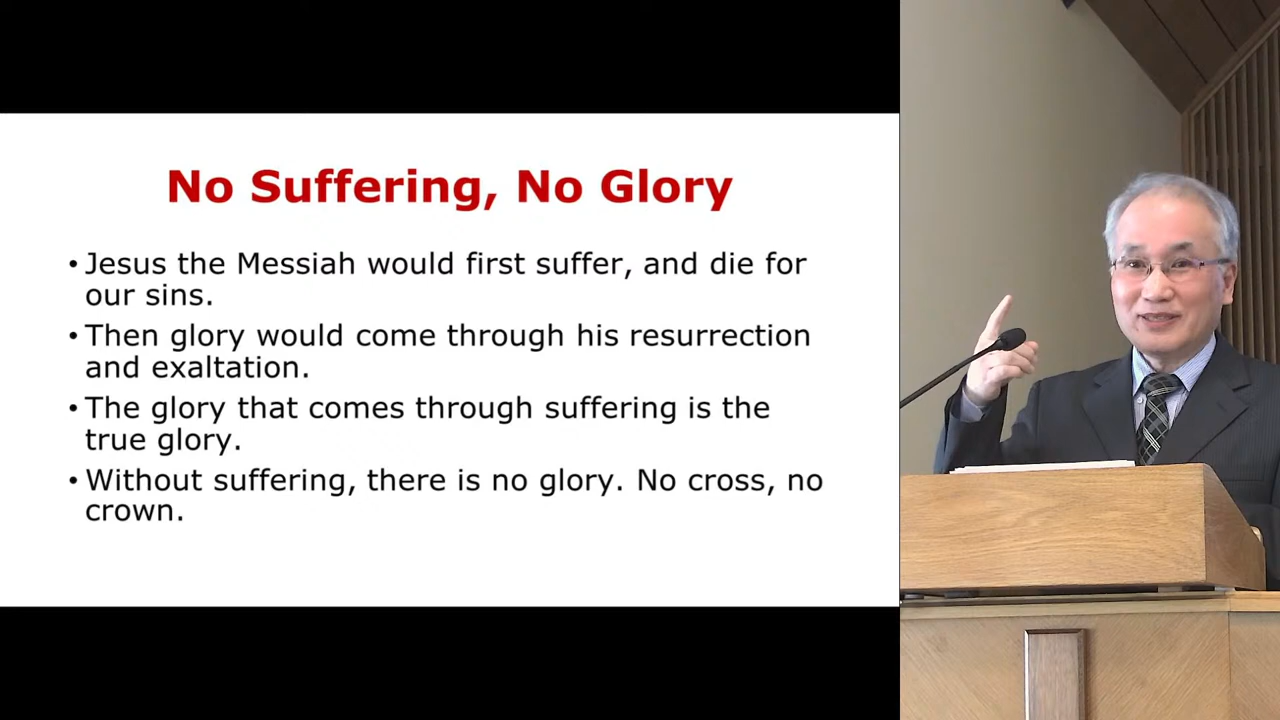 No Suffering, No Glory
• Jesus the Messiah would first suffer, and die for
our sins.
• Then glory would come through his resurrection
and exaltation.
• The glory that comes through suffering is the
true glory.
• Without suffering, there is no glory. No cross, no
crown.